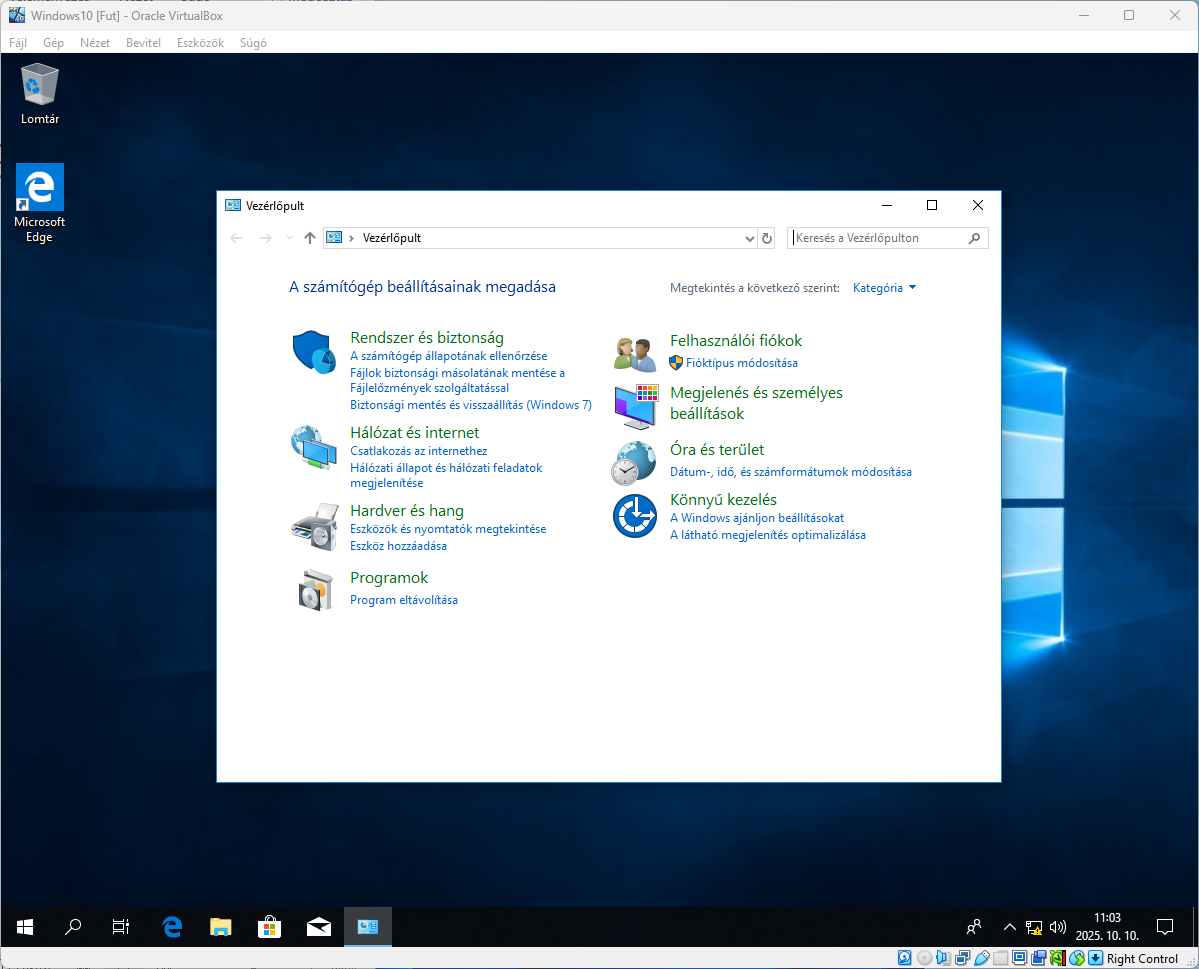 Windows10 [Fut] - Oracle VirtualBox
Fájl Gép Nézet Bevitel Eszközök Súgó
Lomtár
Microsoft
Edge
Vezérlőpult
Vezérlőpult
Keresés a Vezérlőpulton
A számítógép beállításainak megadása
Megtekintés a következő szerint: Kategória
Rendszer és biztonság
A számítógép állapotának ellenőrzése
Fájlok biztonsági másolatának mentése a
Fájlelőzmények szolgáltatással
Biztonsági mentés és visszaállítás (Windows 7)
Hálózat és internet
Csatlakozás az internethez
Hálózati állapot és hálózati feladatok
megjelenítése
Hardver és hang
Eszközök és nyomtatók megtekintése
Eszköz hozzáadása
Programok
Program eltávolítása
Felhasználói fiókok
Fióktípus módosítása
Megjelenés és személyes
beállítások
Óra és terület
Dátum-, idő, és számformátumok módosítása
Könnyű kezelés
A Windows ajánljon beállításokat
A látható megjelenítés optimalizálása
11:03
2025. 10. 10.
Right Control